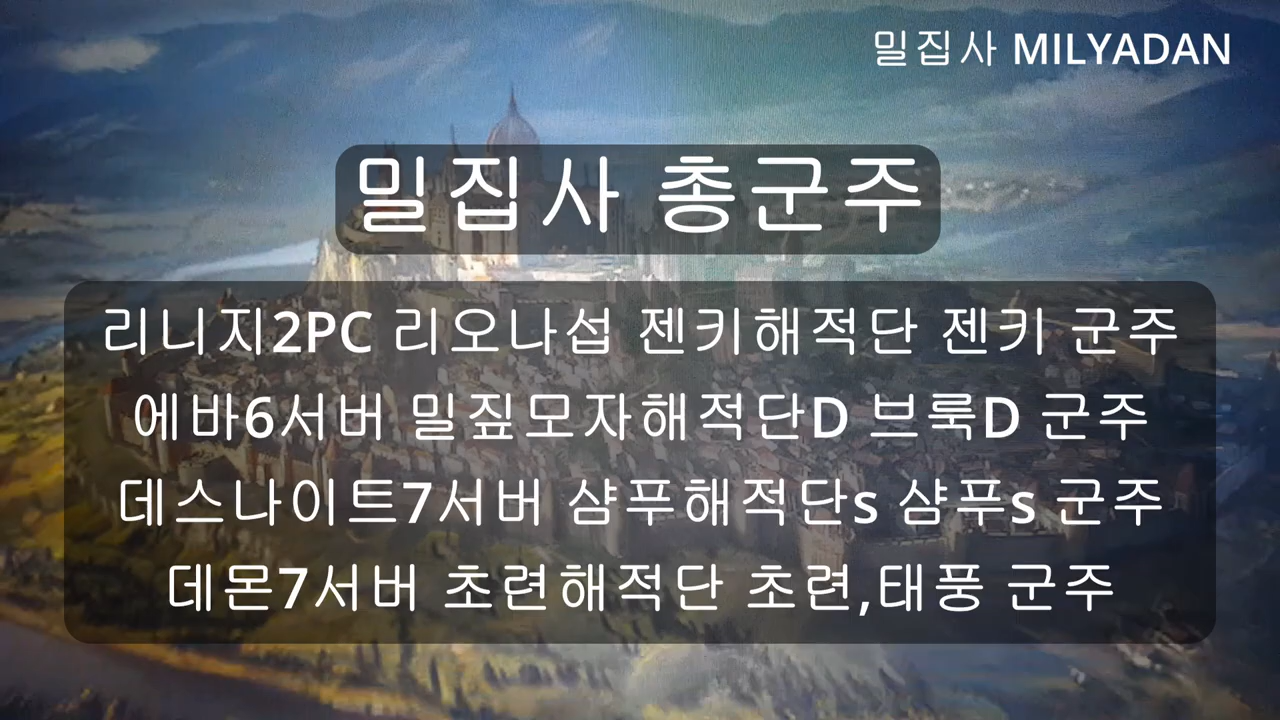 밀집사 MILYADAN
밀집사 총군주
리니지2PC 리오나섭 젠키해적단 젠키 군주
에바6서버 밀짚모자해적단D 브룩D 군주
데스나이트7서버 샴푸해적단s 샴푸s 군주
데몬7서버 초련해적단 초련,태풍 군주